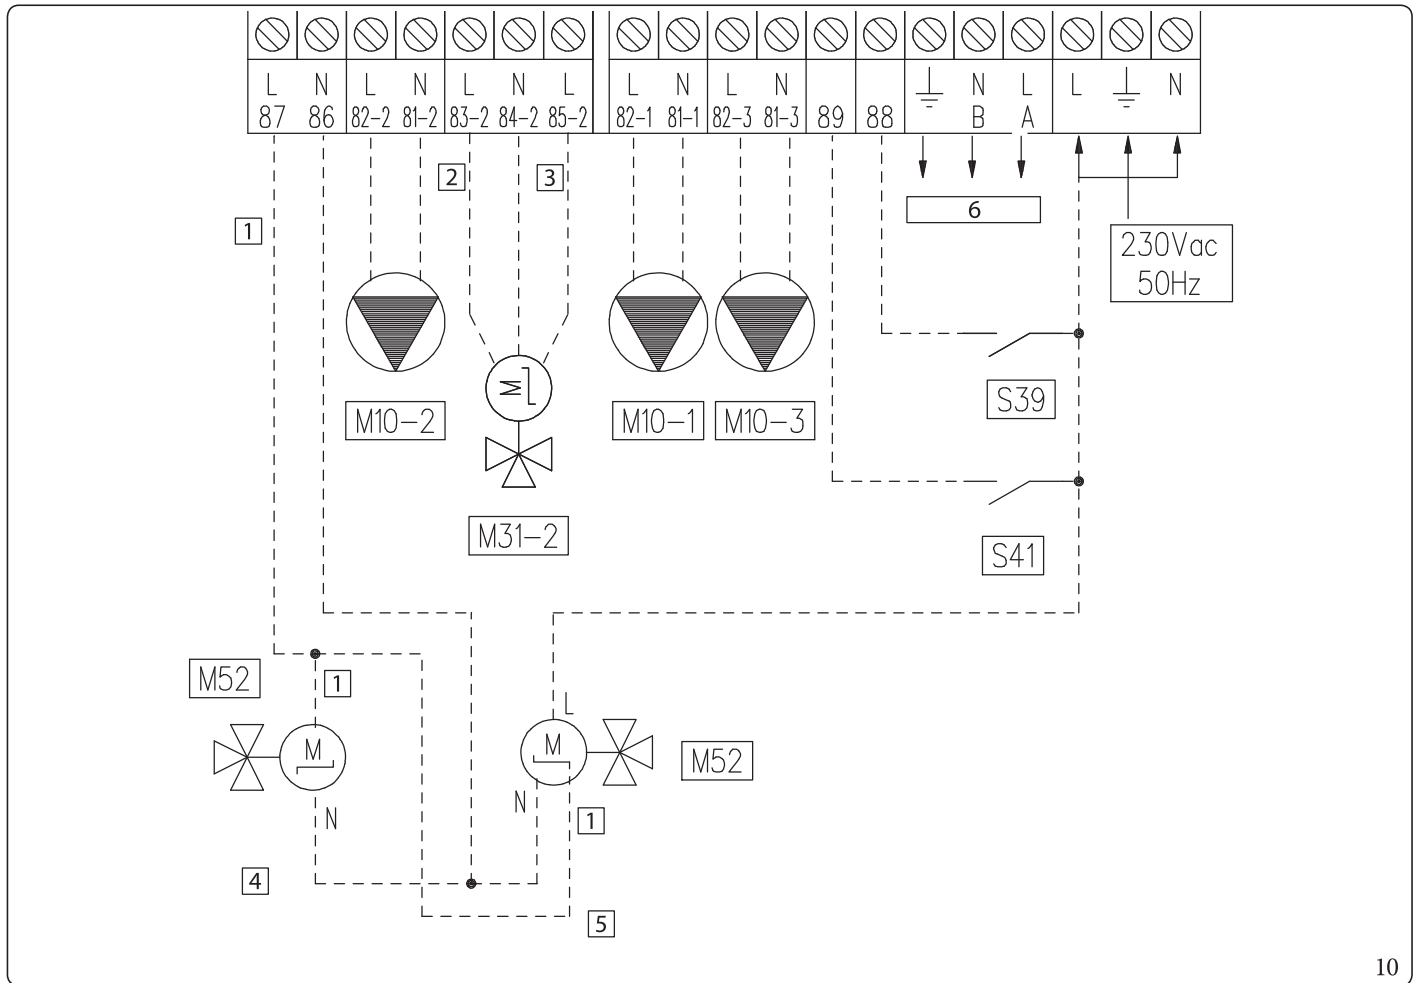 L N L N L N L L N L N N L L N
87 86 82-2 81-2 83-2 84-2 85-2 82-1 81-1 82-3 81-3 89 88 B A
2 3
6
1
230Vac
50Hz
S39
M10-2 M10-1 M10-3
M
M31-2
S41
M52
1
L
M M
M52
N N
1
4
5
10